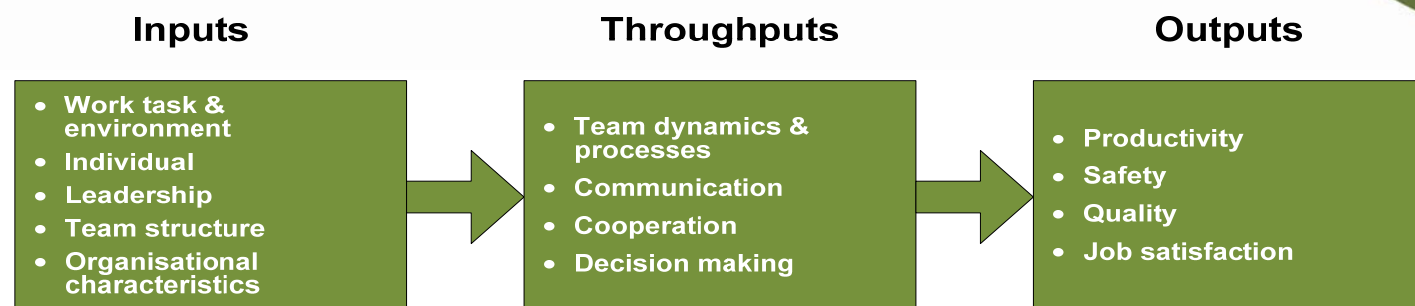 Inputs
Throughputs
Outputs
• Work task &
environment
• Individual
• Leadership
• Team structure
• Organisational
characteristics
• Team dynamics &
processes
• Communication
• Cooperation
• Decision making
• Productivity
• Safety
• Quality
• Job satisfaction